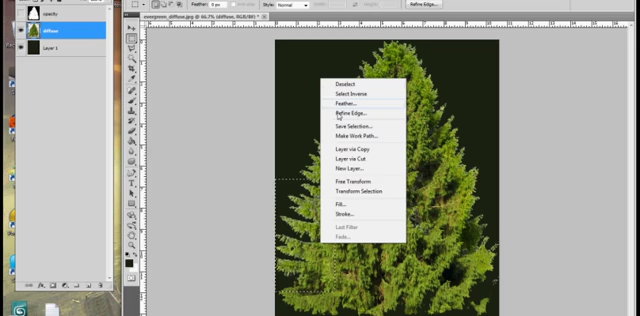 Feather: 0 px
Style: Normal
Refine Edge...
evergreen_diffuse.jpg @ 66.7% (diffuse, RGB/8#) *
opacity
diffuse
Layer 1
Deselect
Select Inverse
Feather...
Refine Edge...
Save Selection...
Make Work Path...
Layer via Copy
Layer via Cut
New Layer...
Free Transform
Transform Selection
Fill...
Stroke...
Last Filter
Fade...